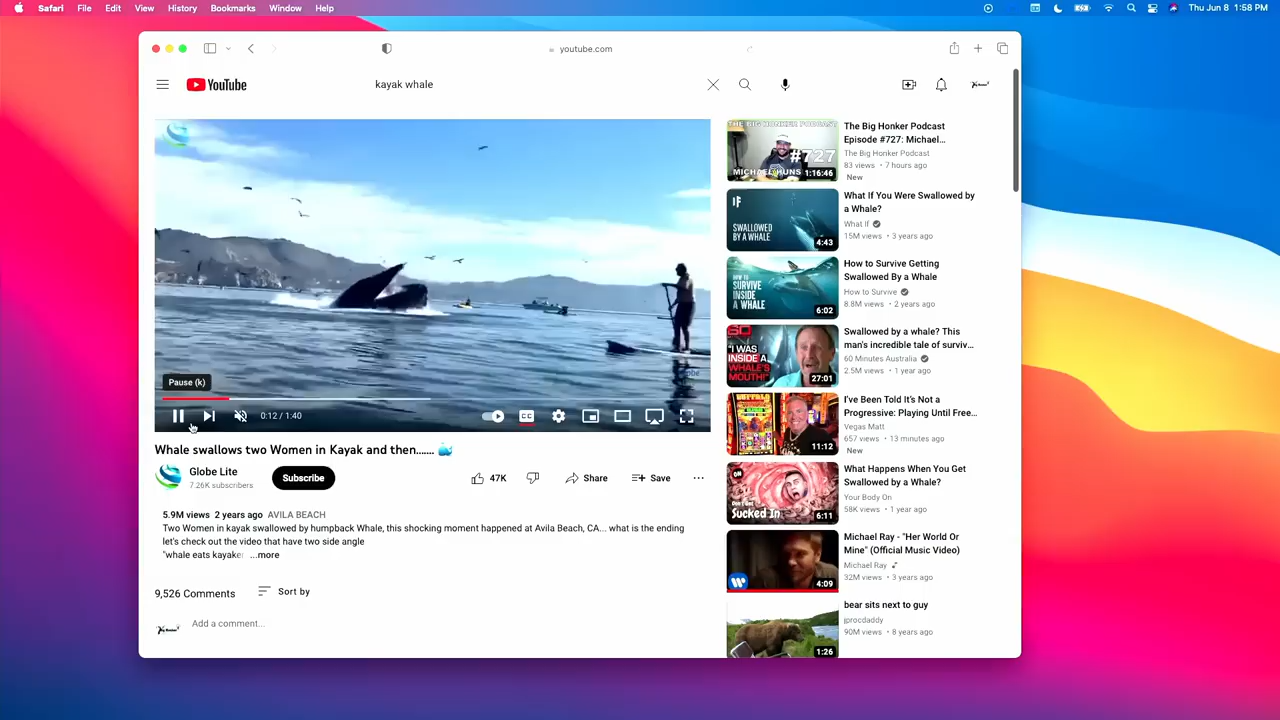 Safari File Edit View History Bookmarks Window Help Thu Jun 8 1:58 PM
youtube.com
YouTube
kayak whale
Pause (k)
0:12 / 1:40
CC
Whale swallows two Women in Kayak and then.......
Globe Lite
7.26K subscribers
Subscribe
47K
Share
Save
5.9M views 2 years ago AVILA BEACH
Two Women in kayak swallowed by humpback Whale, this shocking moment happened at Avila Beach, CA... what is the ending
let's check out the video that have two side angle
"whale eats kayaker ...more
9,526 Comments
Sort by
Add a comment...
THE BIG HONKER PODCAST
#727
1:16:46
The Big Honker Podcast
Episode #727: Michael...
The Big Honker Podcast
83 views • 7 hours ago
New
IF
SWALLOWED
BY A WHALE
4:43
What If You Were Swallowed by
a Whale?
What If
15M views • 3 years ago
HOW TO
SURVIVE
INSIDE
A WHALE
6:02
How to Survive Getting
Swallowed By a Whale
How to Survive
8.8M views • 2 years ago
60
"I WAS
INSIDE A
WHALE'S
MOUTH!"
27:01
Swallowed by a whale? This
man's incredible tale of surviv...
60 Minutes Australia
2.5M views • 1 year ago
11:12
I've Been Told It's Not a
Progressive: Playing Until Free...
Vegas Matt
657 views • 13 minutes ago
New
ON
Don't Get
Sucked In
6:11
What Happens When You Get
Swallowed by a Whale?
Your Body On
58K views • 1 year ago
4:09
Michael Ray - "Her World Or
Mine" (Official Music Video)
Michael Ray
32M views • 3 years ago
1:26
bear sits next to guy
jprocdaddy
90M views • 8 years ago